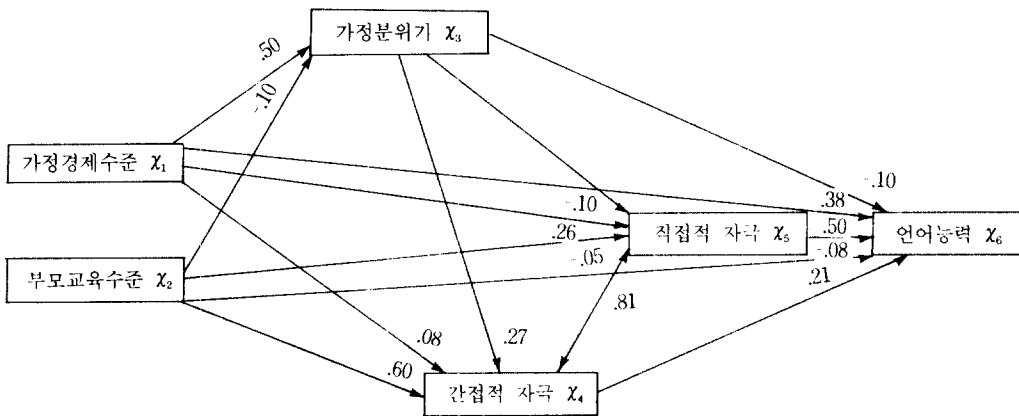 가정분위기 χ₃
.50
-.10
가정경제수준 χ₁
-.10
.38
-.10
직접적 자극 χ₅
.50
언어능력 χ₆
.26
-.05
-.08
부모교육수준 χ₂
.21
.81
.08
.27
.60
간접적 자극 χ₄